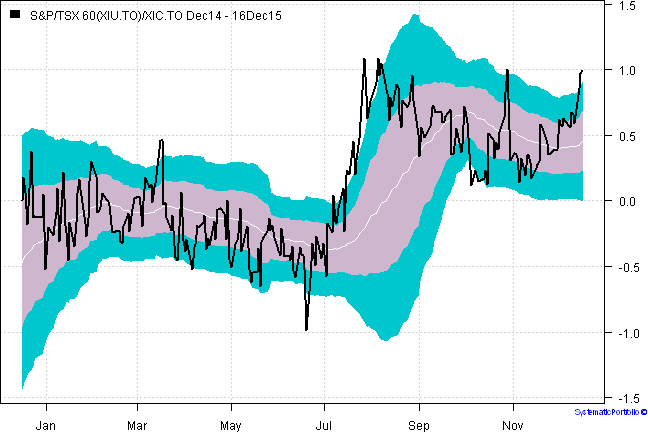 S&P/TSX 60(XIU.TO)/XIC.TO Dec14 - 16Dec15
1.5
1.0
0.5
0.0
-0.5
-1.0
-1.5
Jan Mar May Jul Sep Nov
SystematicPortfolio ©